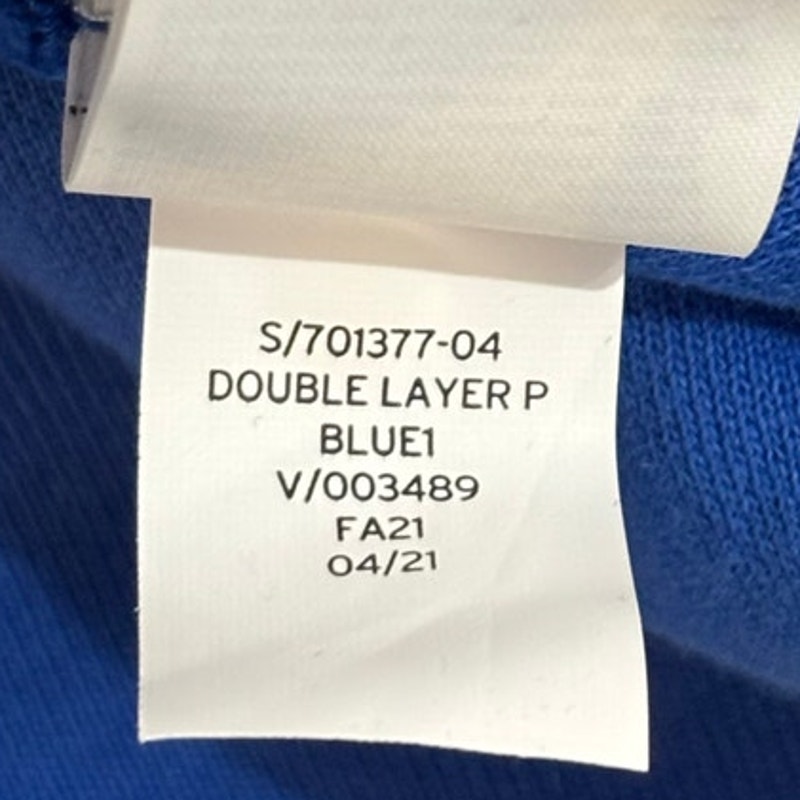 S/701377-04
DOUBLE LAYER P
BLUE1
V/003489
FA21
04/21